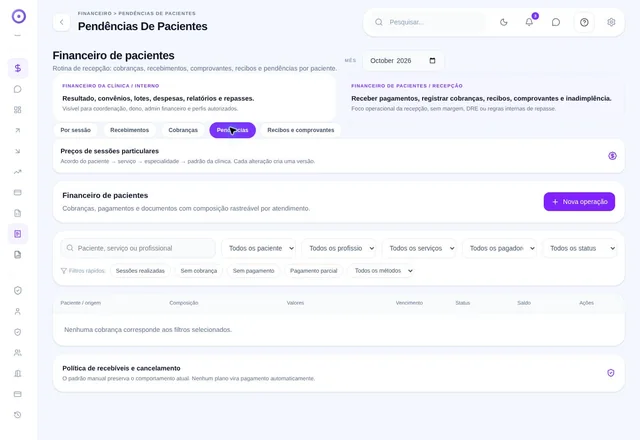 FINANCEIRO > PENDÊNCIAS DE PACIENTES
Pendências De Pacientes
Pesquisar...
Financeiro de pacientes
Rotina de recepção: cobranças, recebimentos, comprovantes, recibos e pendências por paciente.
MÊS
October 2026
FINANCEIRO DA CLÍNICA / INTERNO
Resultado, convênios, lotes, despesas, relatórios e repasses.
Visível para coordenação, dono, admin financeiro e perfis autorizados.
FINANCEIRO DE PACIENTES / RECEPÇÃO
Receber pagamentos, registrar cobranças, recibos, comprovantes e inadimplência.
Foco operacional da recepção, sem margem, DRE ou regras internas de repasse.
Por sessão
Recebimentos
Cobranças
Pendências
Recibos e comprovantes
Preços de sessões particulares
Acordo do paciente → serviço → especialidade → padrão da clínica. Cada alteração cria uma versão.
Financeiro de pacientes
Cobranças, pagamentos e documentos com composição rastreável por atendimento.
+ Nova operação
Paciente, serviço ou profissional
Todos os paciente
Todos os profissio
Todos os serviços
Todos os pagador
Todos os status
Filtros rápidos
Sessões realizadas
Sem cobrança
Sem pagamento
Pagamento parcial
Todos os métodos
Paciente / origem
Composição
Valores
Vencimento
Status
Saldo
Ações
Nenhuma cobrança corresponde aos filtros selecionados.
Política de recebíveis e cancelamento
O padrão manual preserva o comportamento atual. Nenhum plano vira pagamento automaticamente.